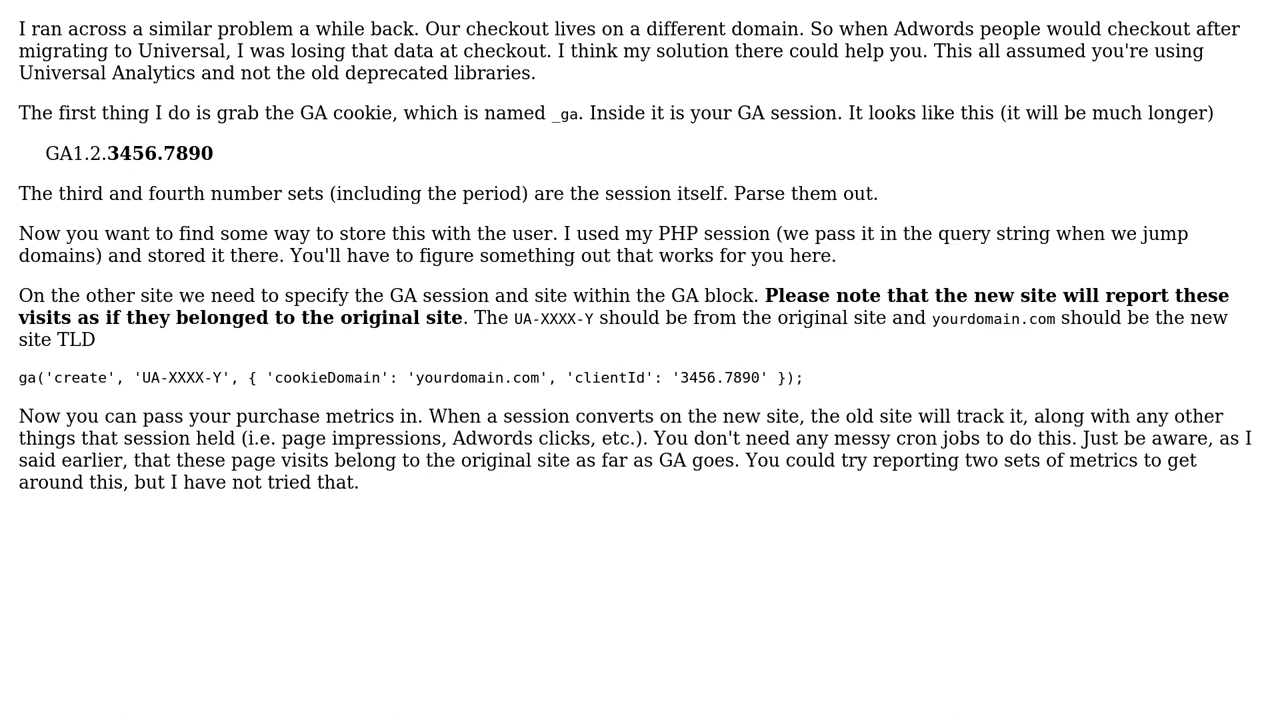 I ran across a similar problem a while back. Our checkout lives on a different domain. So when Adwords people would checkout after
migrating to Universal, I was losing that data at checkout. I think my solution there could help you. This all assumed you're using
Universal Analytics and not the old deprecated libraries.
The first thing I do is grab the GA cookie, which is named _ga. Inside it is your GA session. It looks like this (it will be much longer)
GA1.2.3456.7890
The third and fourth number sets (including the period) are the session itself. Parse them out.
Now you want to find some way to store this with the user. I used my PHP session (we pass it in the query string when we jump
domains) and stored it there. You'll have to figure something out that works for you here.
On the other site we need to specify the GA session and site within the GA block. Please note that the new site will report these
visits as if they belonged to the original site. The UA-XXXX-Y should be from the original site and yourdomain.com should be the new
site TLD
ga('create', 'UA-XXXX-Y', { 'cookieDomain': 'yourdomain.com', 'clientId': '3456.7890' });
Now you can pass your purchase metrics in. When a session converts on the new site, the old site will track it, along with any other
things that session held (i.e. page impressions, Adwords clicks, etc.). You don't need any messy cron jobs to do this. Just be aware, as I
said earlier, that these page visits belong to the original site as far as GA goes. You could try reporting two sets of metrics to get
around this, but I have not tried that.